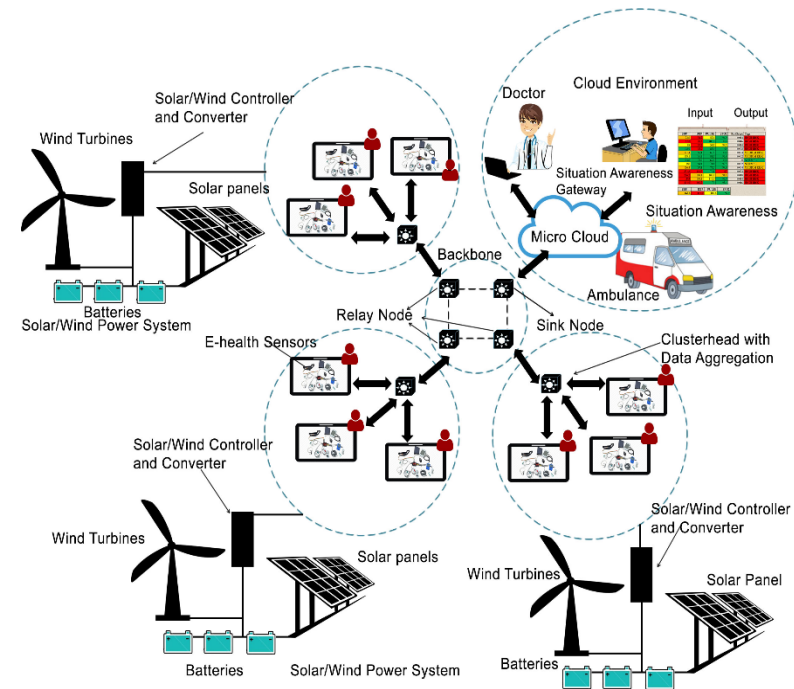 Solar/Wind Controller
and Converter
Wind Turbines
Solar panels
Batteries
Solar/Wind Power System
Doctor
Cloud Environment
Input
Output
Situation Awareness
Gateway
Situation Awareness
Micro Cloud
Ambulance
Backbone
Relay Node
Sink Node
E-health Sensors
Clusterhead with
Data Aggregation
Solar/Wind Controller
and Converter
Wind Turbines
Solar panels
Batteries
Solar/Wind Power System
Solar/Wind Controller
and Converter
Wind Turbines
Solar Panel
Batteries